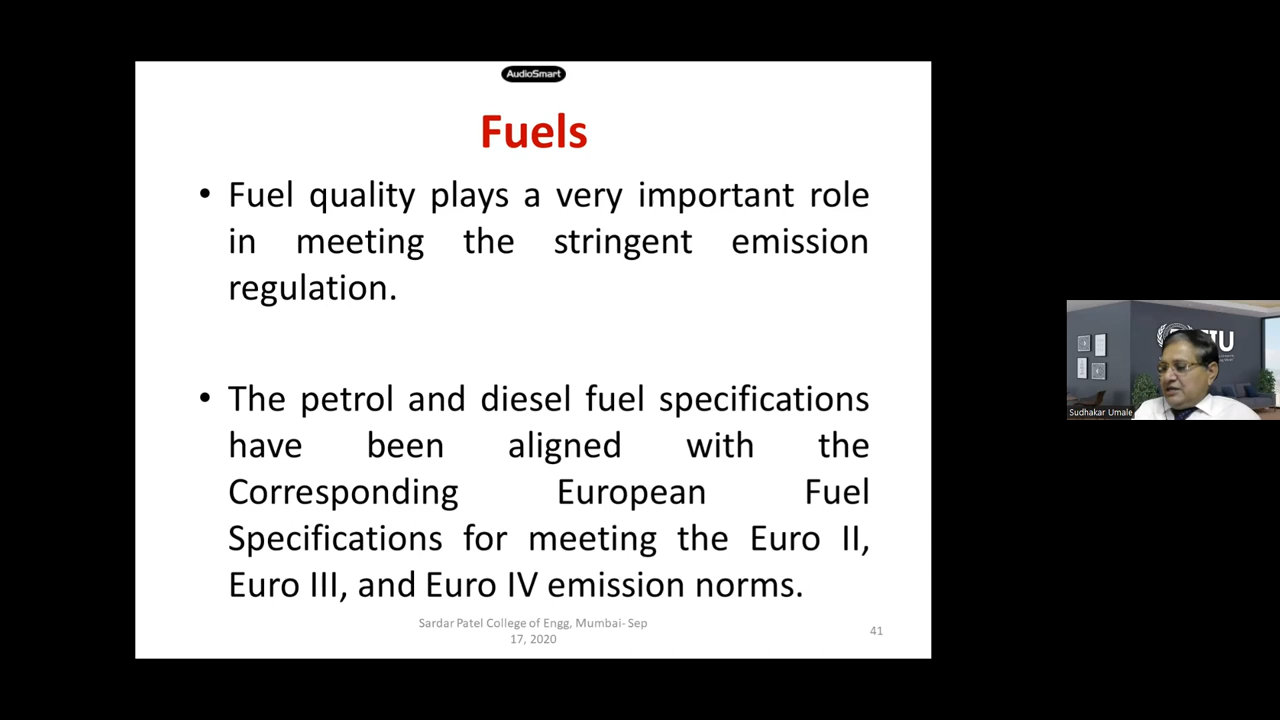 AudioSmart
Fuels
• Fuel quality plays a very important role
in meeting the stringent emission
regulation.
• The petrol and diesel fuel specifications
have been aligned with the
Corresponding European Fuel
Specifications for meeting the Euro II,
Euro III, and Euro IV emission norms.
Sardar Patel College of Engg, Mumbai- Sep
17, 2020
41
Sudhakar Umale